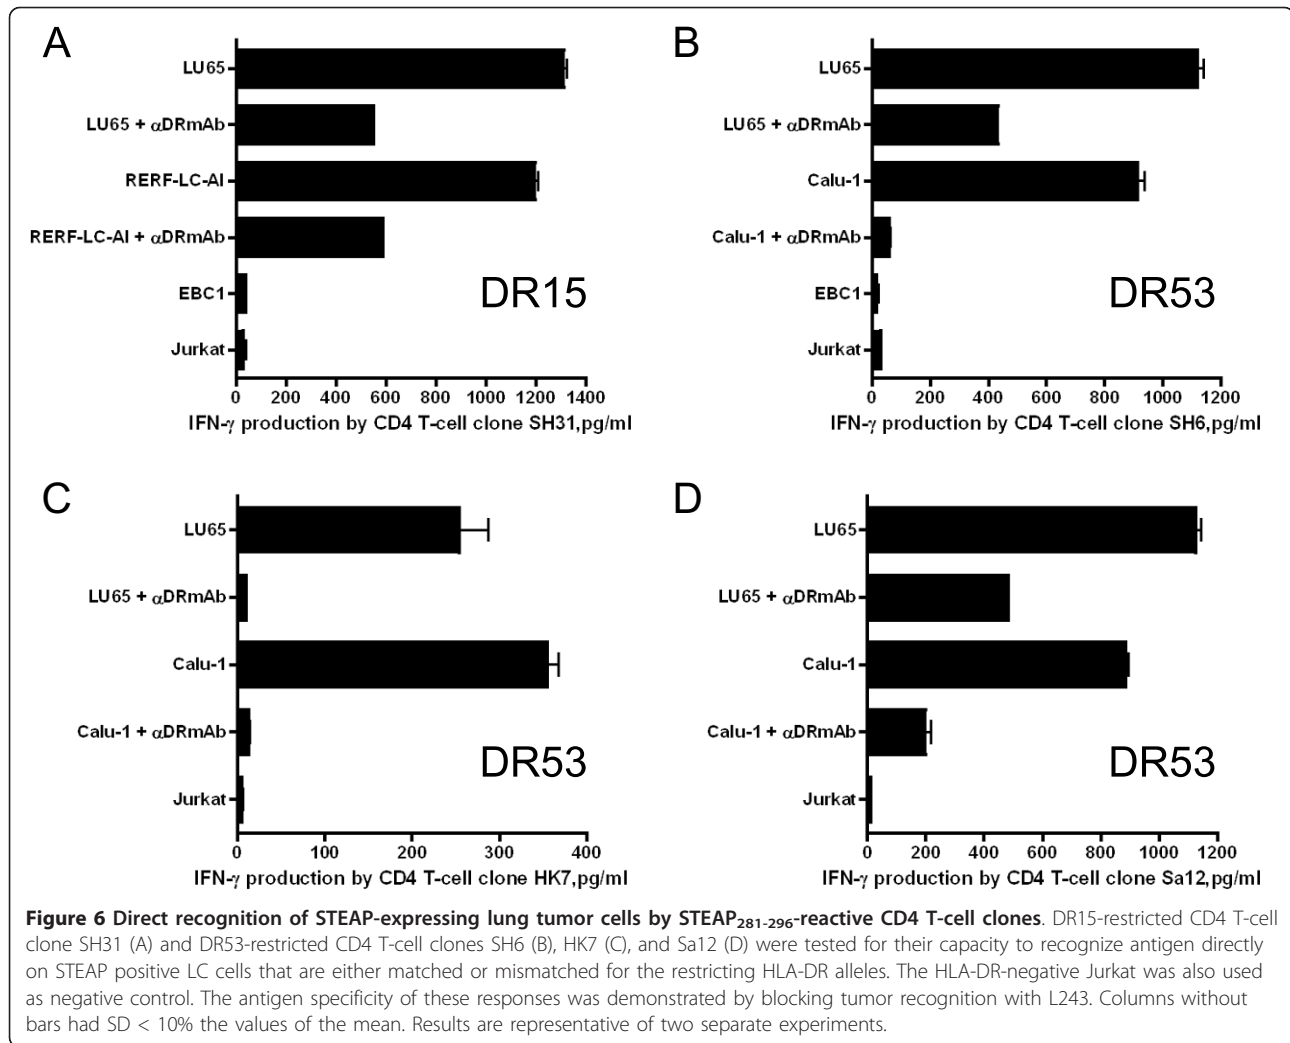 A
LU65
LU65 + αDRmAb
RERF-LC-AI
RERF-LC-AI + αDRmAb
EBC1
Jurkat
DR15
0 200 400 600 800 1000 1200 1400
IFN-γ production by CD4 T-cell clone SH31,pg/ml
B
LU65
LU65 + αDRmAb
Calu-1
Calu-1 + αDRmAb
EBC1
Jurkat
DR53
0 200 400 600 800 1000 1200
IFN-γ production by CD4 T-cell clone SH6,pg/ml
C
LU65
LU65 + αDRmAb
Calu-1
Calu-1 + αDRmAb
Jurkat
DR53
0 100 200 300 400
IFN-γ production by CD4 T-cell clone HK7,pg/ml
D
LU65
LU65 + αDRmAb
Calu-1
Calu-1 + αDRmAb
Jurkat
DR53
0 200 400 600 800 1000 1200
IFN-γ production by CD4 T-cell clone Sa12,pg/ml
Figure 6 Direct recognition of STEAP-expressing lung tumor cells by STEAP281-296-reactive CD4 T-cell clones. DR15-restricted CD4 T-cell
clone SH31 (A) and DR53-restricted CD4 T-cell clones SH6 (B), HK7 (C), and Sa12 (D) were tested for their capacity to recognize antigen directly
on STEAP positive LC cells that are either matched or mismatched for the restricting HLA-DR alleles. The HLA-DR-negative Jurkat was also used
as negative control. The antigen specificity of these responses was demonstrated by blocking tumor recognition with L243. Columns without
bars had SD < 10% the values of the mean. Results are representative of two separate experiments.